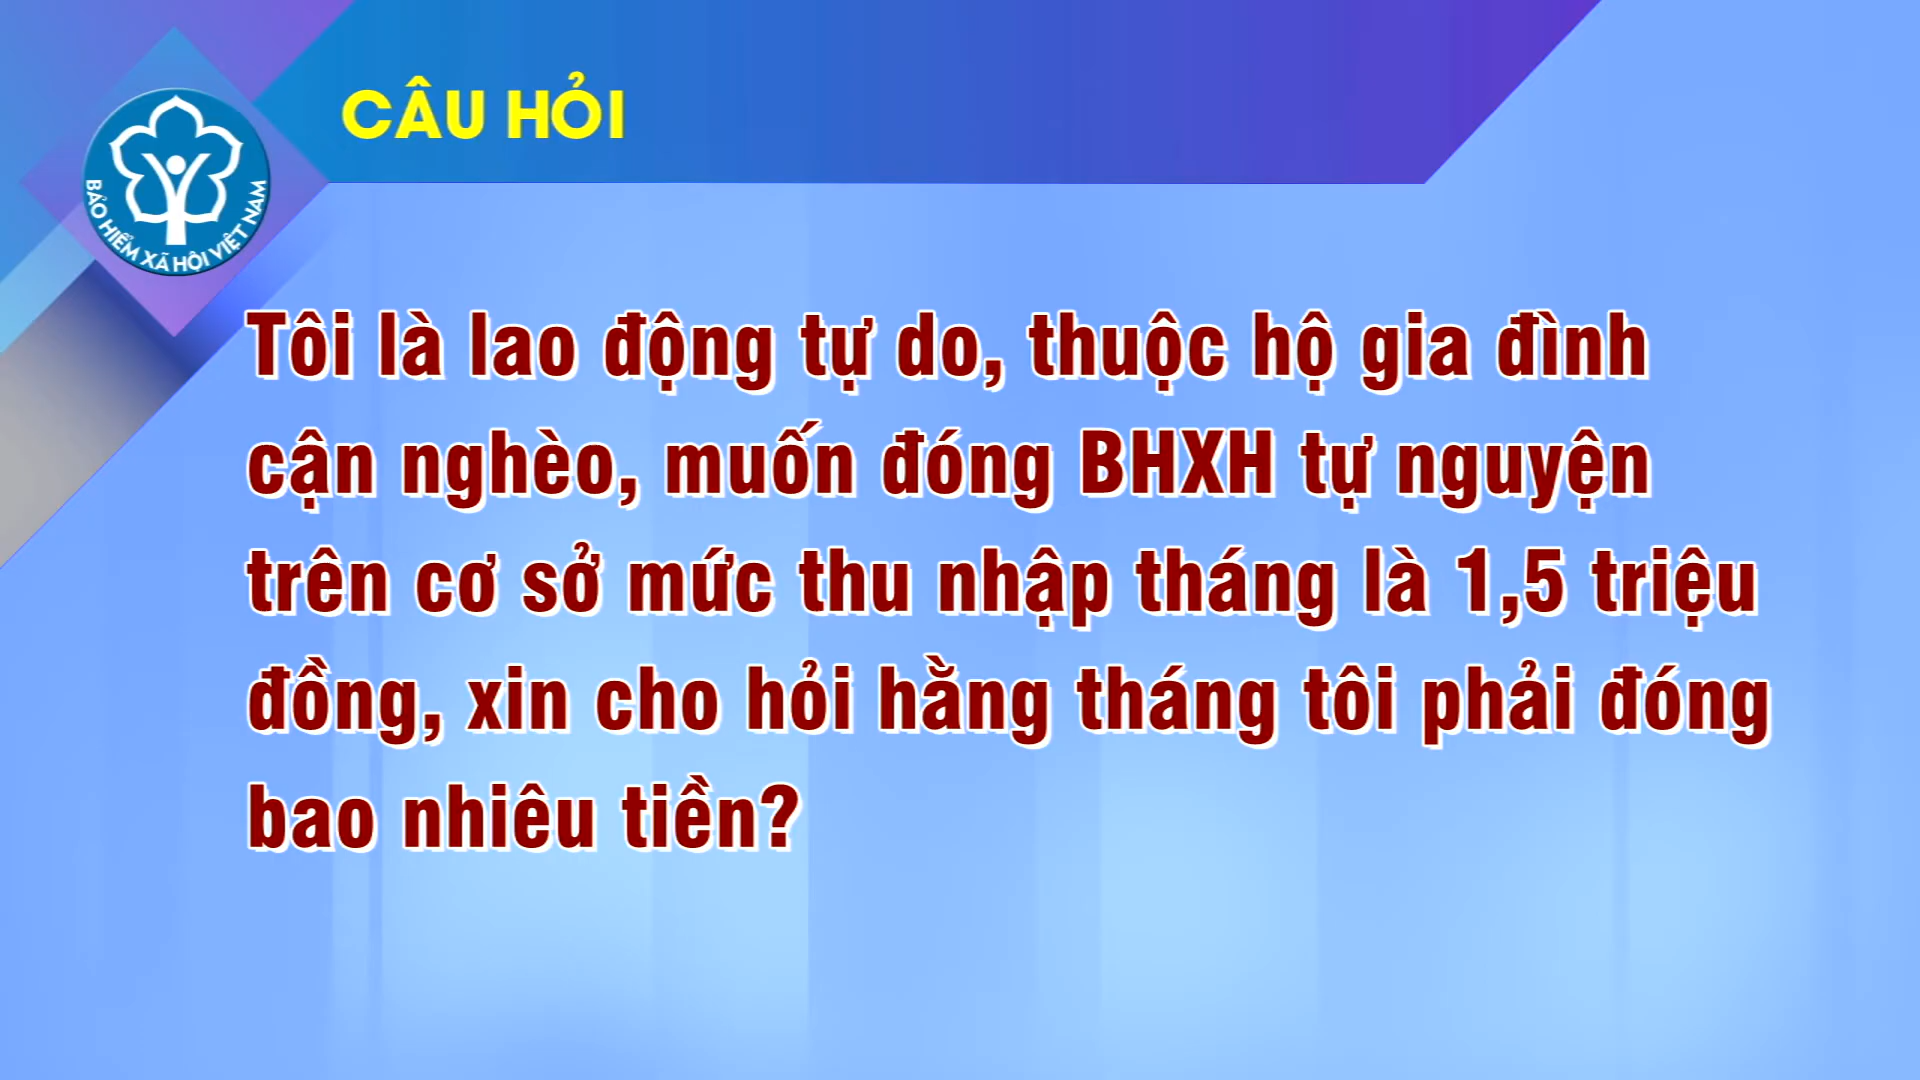 CÂU HỎI
BẢO HIỂM XÃ HỘI VIỆT NAM
Tôi là lao động tự do, thuộc hộ gia đình
cận nghèo, muốn đóng BHXH tự nguyện
trên cơ sở mức thu nhập tháng là 1,5 triệu
đồng, xin cho hỏi hằng tháng tôi phải đóng
bao nhiêu tiền?